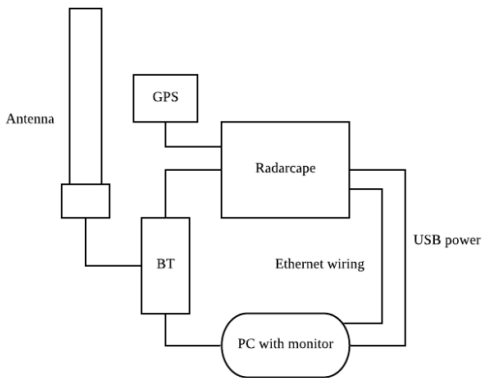 GPS
Antenna
Radarcape
USB power
BT
Ethernet wiring
PC with monitor